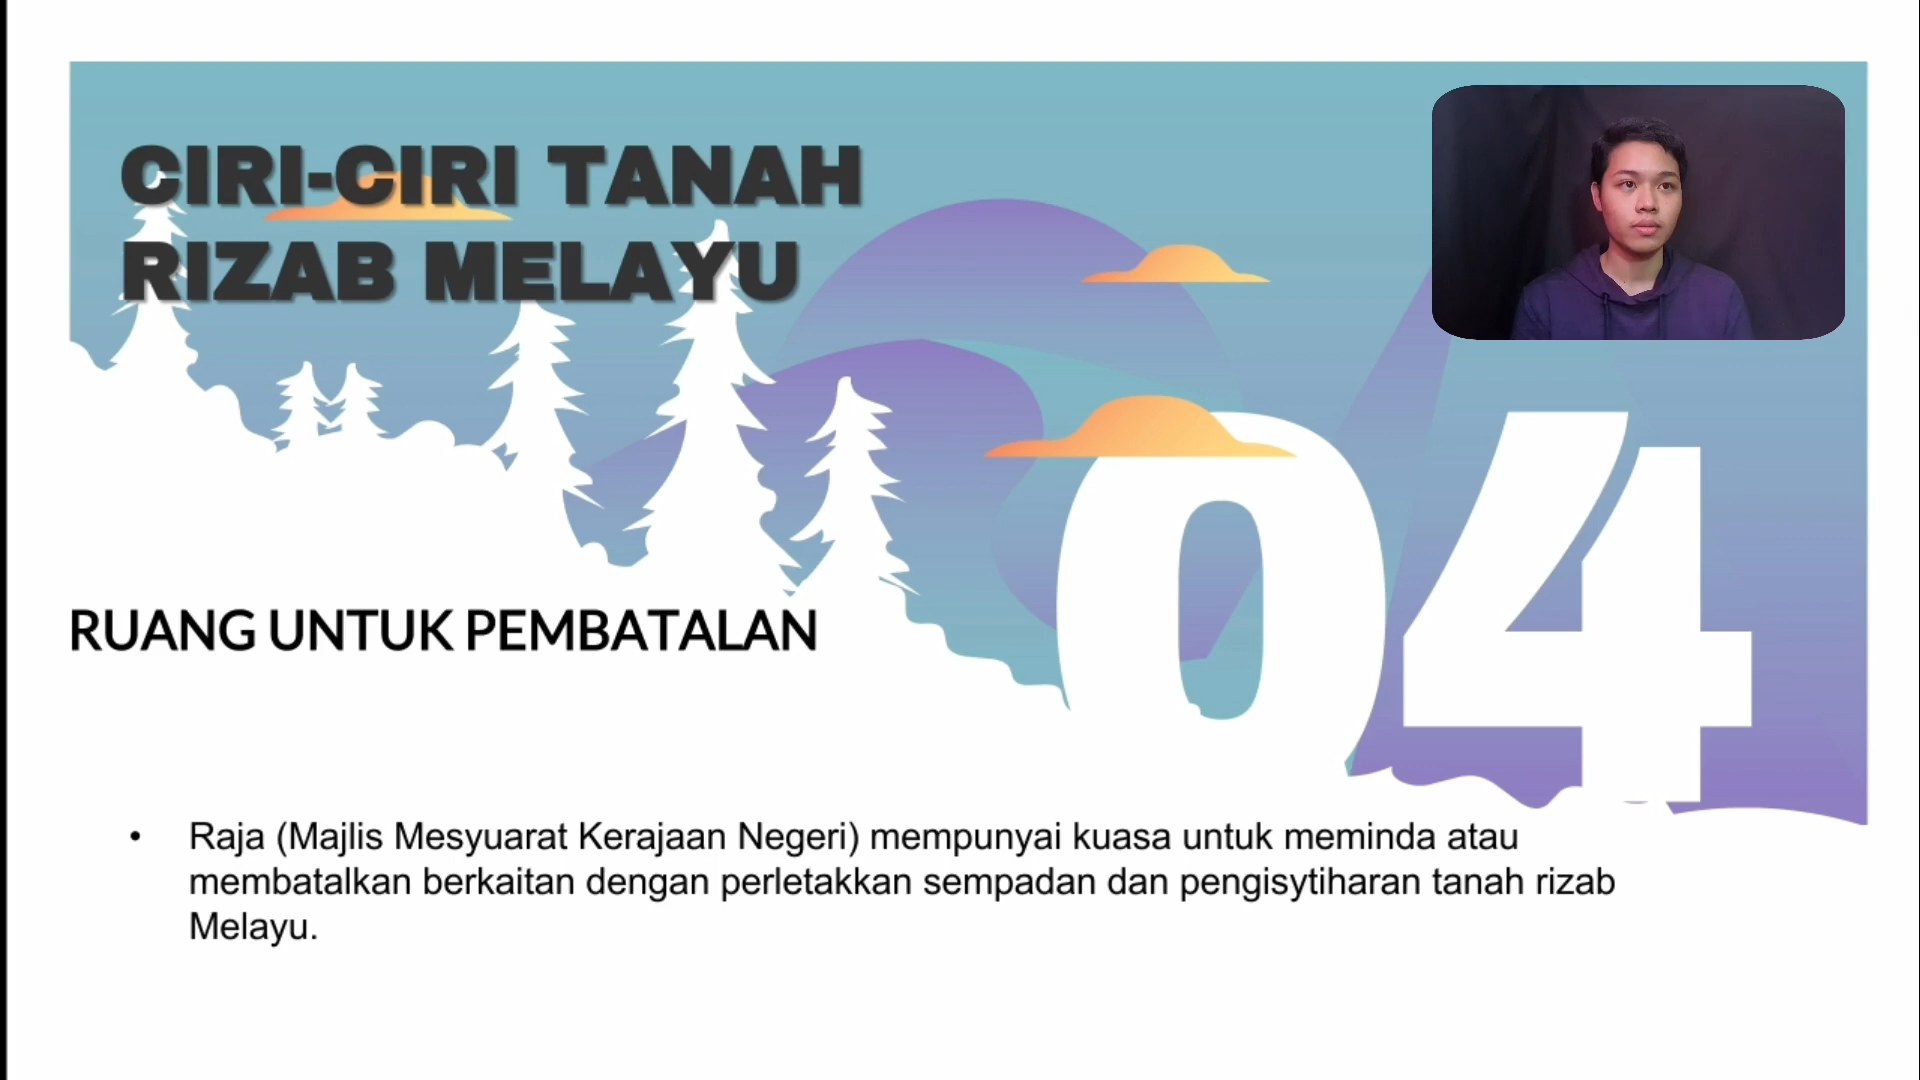 CIRI-CIRI TANAH
RIZAB MELAYU
04
RUANG UNTUK PEMBATALAN
• Raja (Majlis Mesyuarat Kerajaan Negeri) mempunyai kuasa untuk meminda atau
membatalkan berkaitan dengan perletakkan sempadan dan pengisytiharan tanah rizab
Melayu.